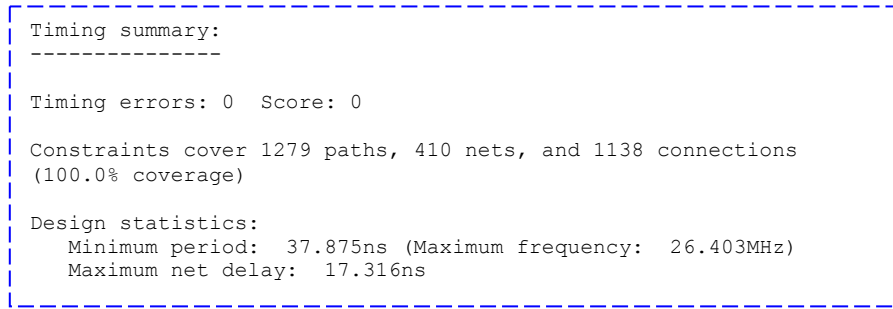 Timing summary:
---------------
Timing errors: 0  Score: 0
Constraints cover 1279 paths, 410 nets, and 1138 connections
(100.0% coverage)
Design statistics:
   Minimum period:  37.875ns (Maximum frequency:  26.403MHz)
   Maximum net delay:  17.316ns